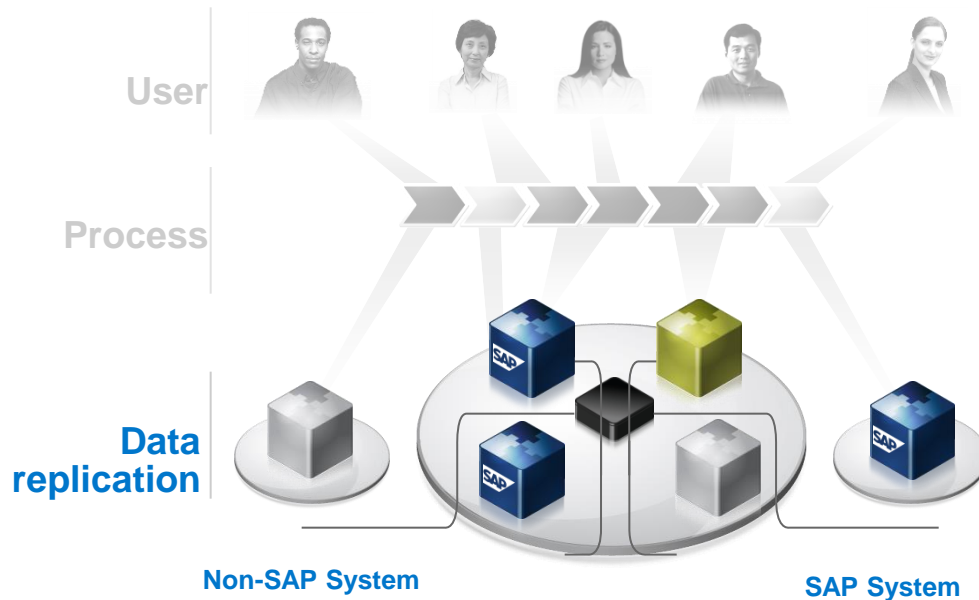 User
Process
SAP
SAP
SAP
Data
replication
Non-SAP System
SAP System